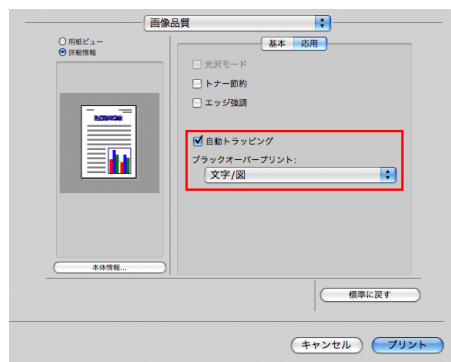 画像品質
用紙ビュー
詳細情報
基本 応用
光沢モード
トナー節約
エッジ強調
自動トラッピング
ブラックオーバープリント:
文字/図
本体情報...
標準に戻す
キャンセル プリント